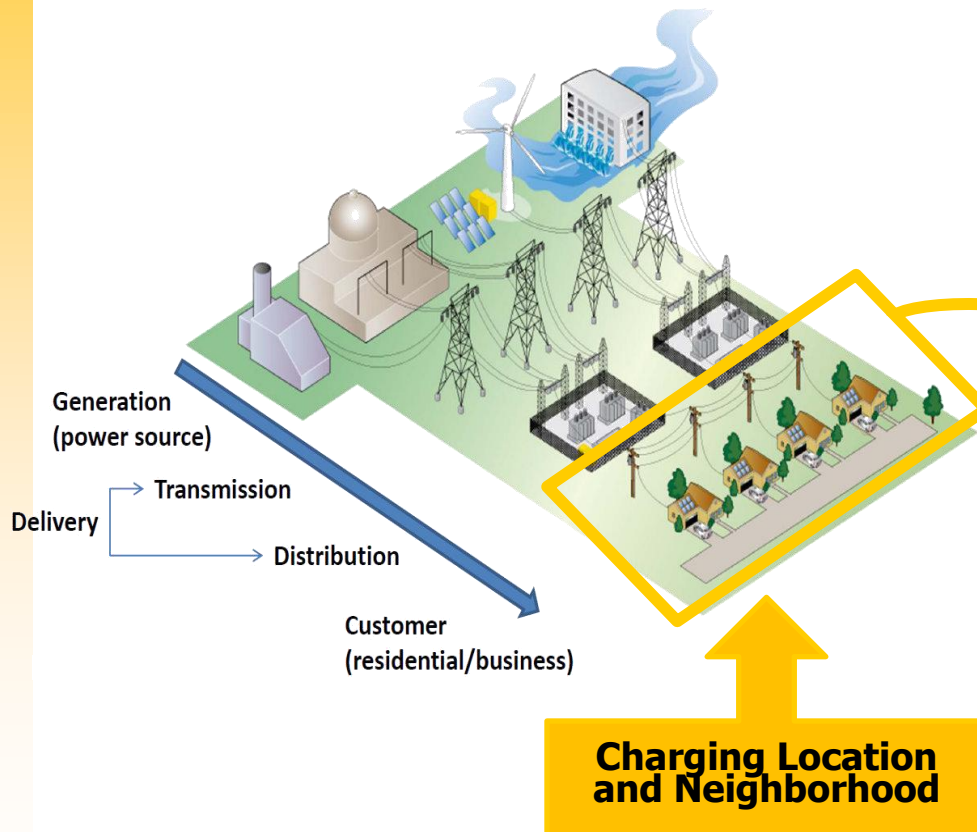 Generation
(power source)
Transmission
Delivery
Distribution
Customer
(residential/business)
Charging Location
and Neighborhood